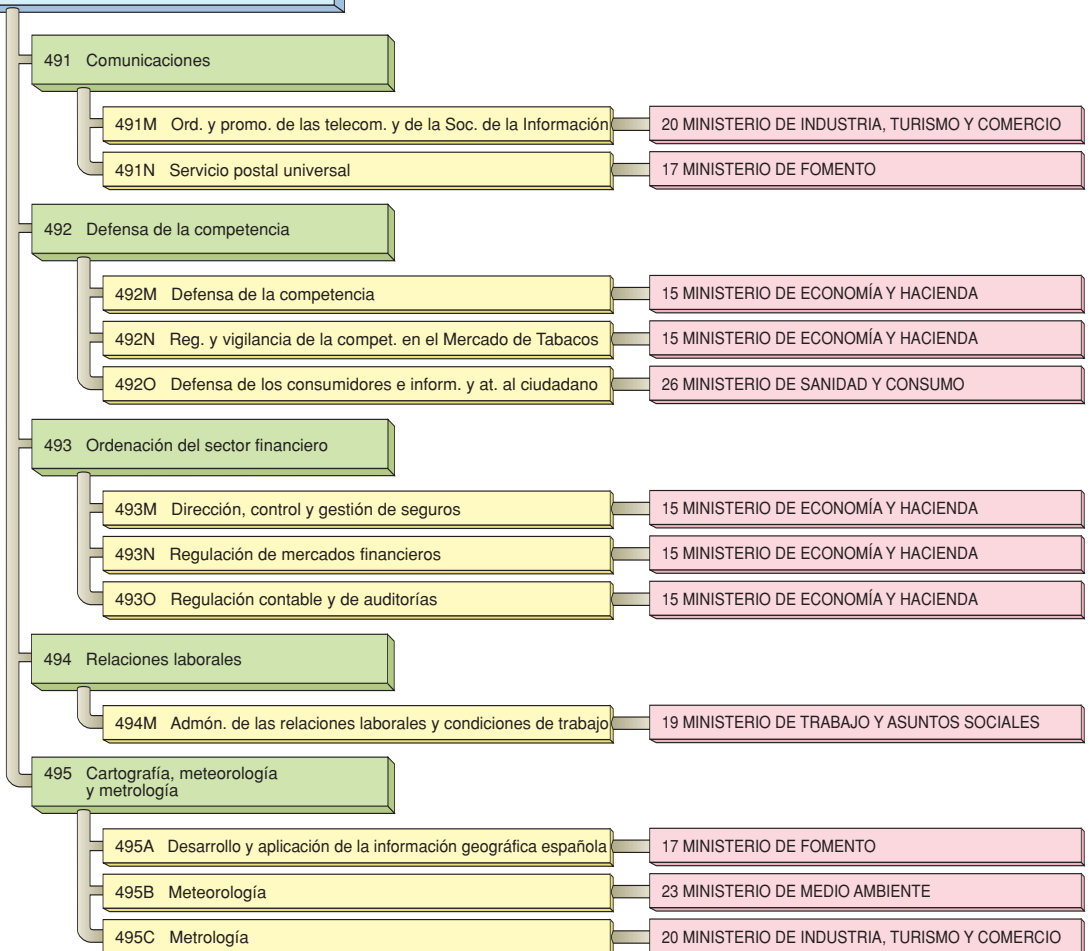 491 Comunicaciones
491M Ord. y promo. de las telecom. y de la Soc. de la Información 20 MINISTERIO DE INDUSTRIA, TURISMO Y COMERCIO
491N Servicio postal universal 17 MINISTERIO DE FOMENTO
492 Defensa de la competencia
492M Defensa de la competencia 15 MINISTERIO DE ECONOMÍA Y HACIENDA
492N Reg. y vigilancia de la compet. en el Mercado de Tabacos 15 MINISTERIO DE ECONOMÍA Y HACIENDA
492O Defensa de los consumidores e inform. y at. al ciudadano 26 MINISTERIO DE SANIDAD Y CONSUMO
493 Ordenación del sector financiero
493M Dirección, control y gestión de seguros 15 MINISTERIO DE ECONOMÍA Y HACIENDA
493N Regulación de mercados financieros 15 MINISTERIO DE ECONOMÍA Y HACIENDA
493O Regulación contable y de auditorías 15 MINISTERIO DE ECONOMÍA Y HACIENDA
494 Relaciones laborales
494M Admón. de las relaciones laborales y condiciones de trabajo 19 MINISTERIO DE TRABAJO Y ASUNTOS SOCIALES
495 Cartografía, meteorología
y metrología
495A Desarrollo y aplicación de la información geográfica española 17 MINISTERIO DE FOMENTO
495B Meteorología 23 MINISTERIO DE MEDIO AMBIENTE
495C Metrología 20 MINISTERIO DE INDUSTRIA, TURISMO Y COMERCIO